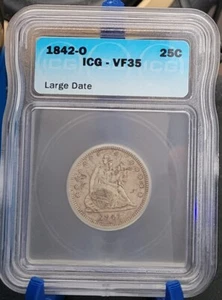 1842-O 25C
ICG - VF35
Large Date